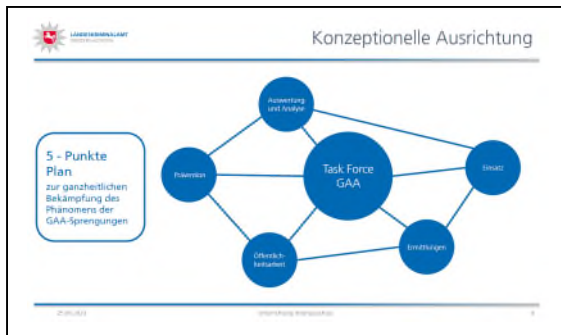 LANDESKRIMINALAMT
Konzeptionelle Ausrichtung
5 - Punkte
Plan
zur ganzheitlichen
Bekämpfung des
Phänomens der
GAA-Sprengungen
Auswertung
und Analyse
Prävention
Task Force
GAA
Einsatz
Öffentlich-
keitsarbeit
Ermittlungen